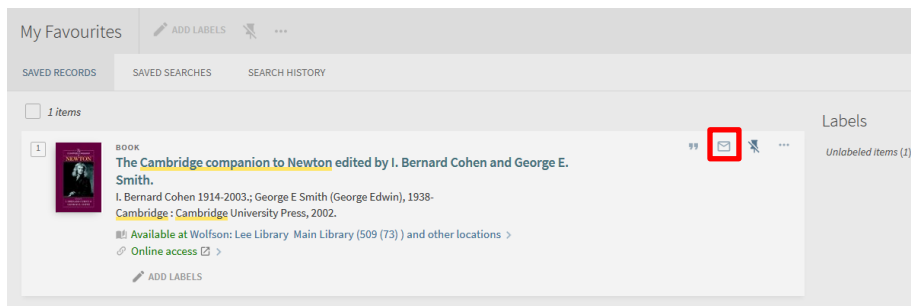 My Favourites ADD LABELS ...
SAVED RECORDS SAVED SEARCHES SEARCH HISTORY
1 items
Labels
Unlabeled items (1)
1
NEWTON
BOOK
The Cambridge companion to Newton edited by I. Bernard Cohen and George E.
Smith.
I. Bernard Cohen 1914-2003.; George E Smith (George Edwin), 1938-
Cambridge : Cambridge University Press, 2002.
Available at Wolfson: Lee Library Main Library (509 (73) ) and other locations >
Online access >
ADD LABELS